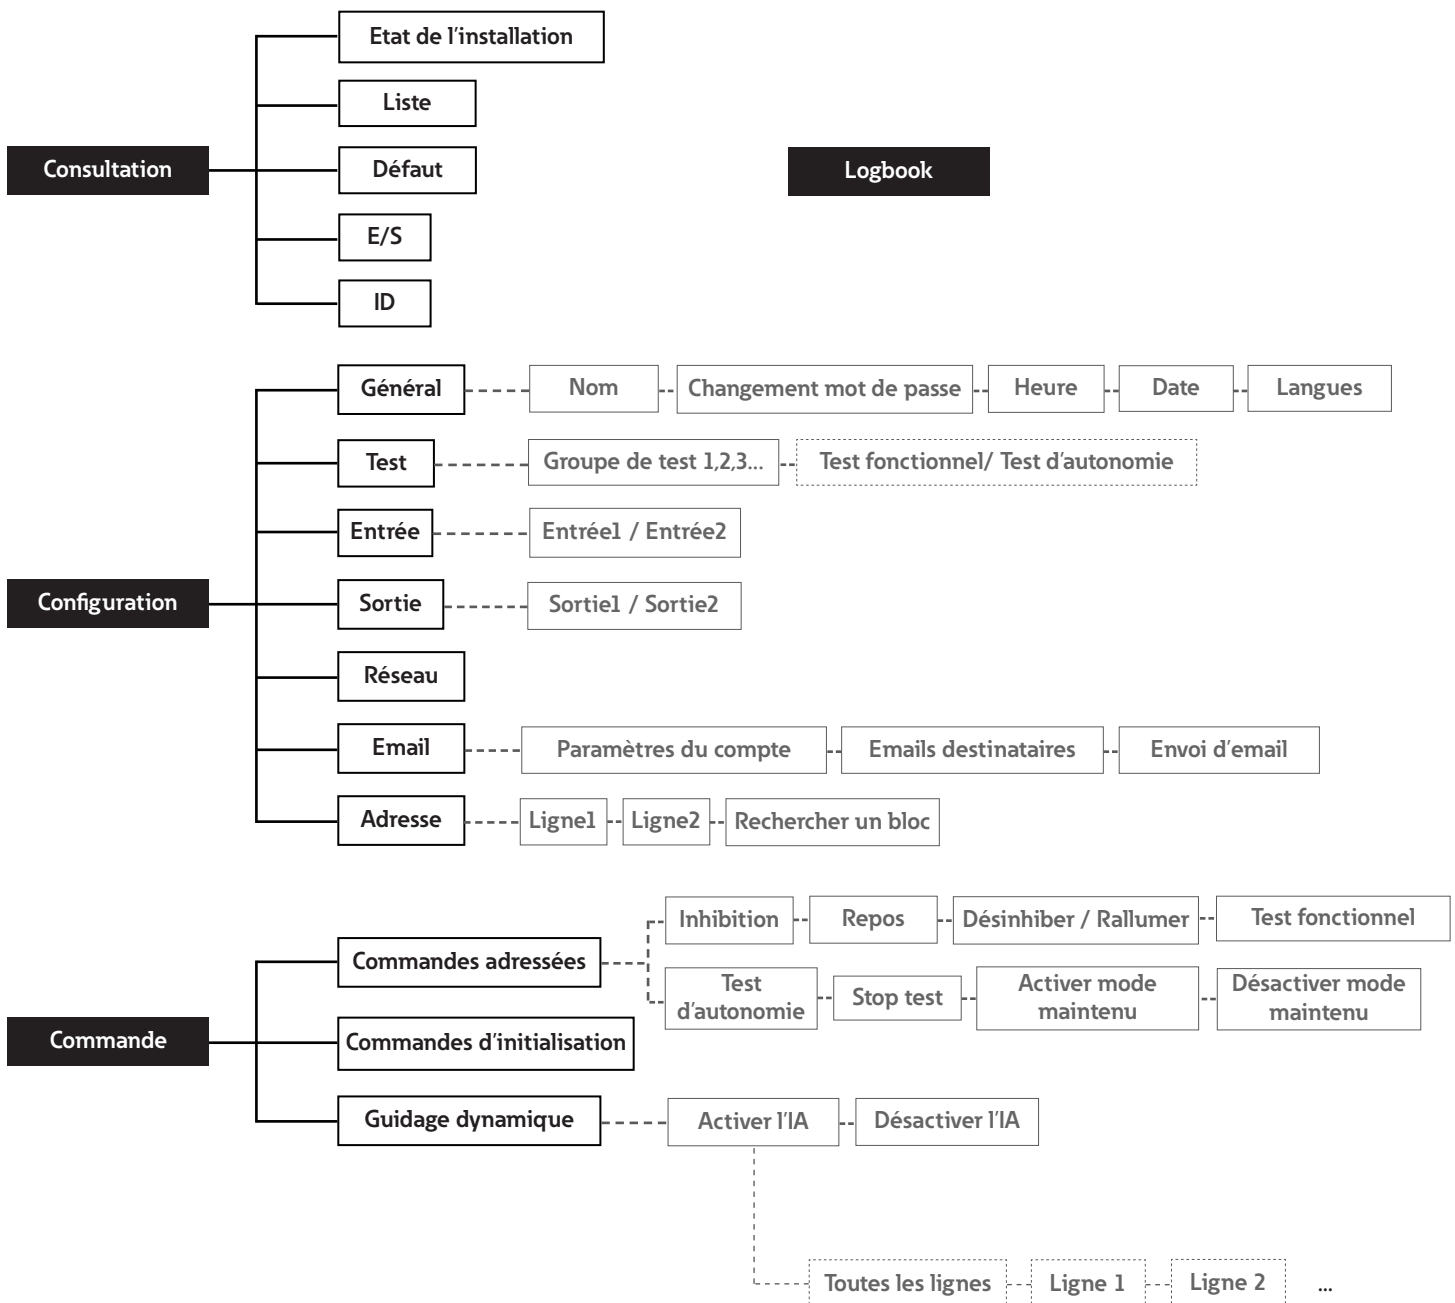 Etat de l'installation
Liste
Consultation
Défaut
Logbook
E/S
ID
Général
Nom
Changement mot de passe
Heure
Date
Langues
Test
Groupe de test 1,2,3...
Test fonctionnel/ Test d'autonomie
Entrée
Entrée1 / Entrée2
Configuration
Sortie
Sortie1 / Sortie2
Réseau
Email
Paramètres du compte
Emails destinataires
Envoi d'email
Adresse
Ligne1
Ligne2
Rechercher un bloc
Commande
Commandes adressées
Inhibition
Repos
Désinhiber / Rallumer
Test fonctionnel
Test
d'autonomie
Stop test
Activer mode
maintenu
Désactiver mode
maintenu
Commandes d'initialisation
Guidage dynamique
Activer l'IA
Désactiver l'IA
Toutes les lignes
Ligne 1
Ligne 2
...